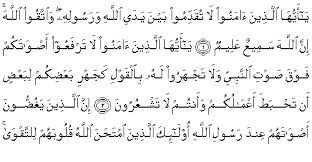 يَـٰٓأَيُّهَا ٱلَّذِينَ ءَامَنُوا۟ لَا تُقَدِّمُوا۟ بَيْنَ يَدَىِ ٱللَّهِ وَرَسُولِهِۦ ۖ وَٱتَّقُوا۟ ٱللَّهَ ۚ
إِنَّ ٱللَّهَ سَمِيعٌ عَلِيمٌ ١ يَـٰٓأَيُّهَا ٱلَّذِينَ ءَامَنُوا۟ لَا تَرْفَعُوٓا۟ أَصْوَٰتَكُمْ
فَوْقَ صَوْتِ ٱلنَّبِىِّ وَلَا تَجْهَرُوا۟ لَهُۥ بِٱلْقَوْلِ كَجَهْرِ بَعْضِكُمْ لِبَعْضٍ
أَن تَحْبَطَ أَعْمَـٰلُكُمْ وَأَنتُمْ لَا تَشْعُرُونَ ٢ إِنَّ ٱلَّذِينَ يَغُضُّونَ
أَصْوَٰتَهُمْ عِندَ رَسُولِ ٱللَّهِ أُو۟لَـٰٓئِكَ ٱلَّذِينَ ٱمْتَحَنَ ٱللَّهُ قُلُوبَهُمْ لِلتَّقْوَىٰ ۚ